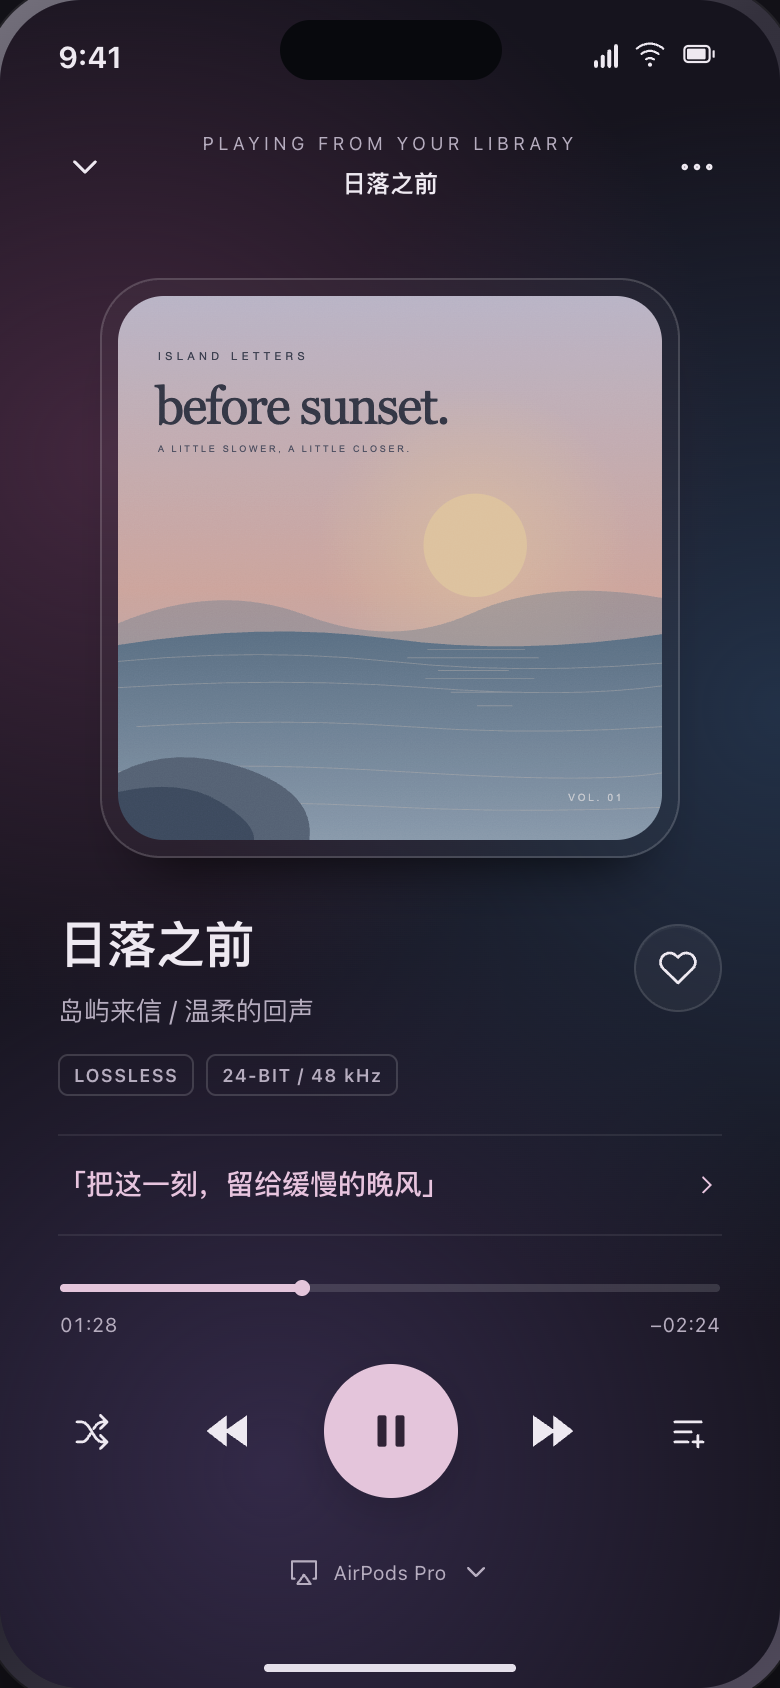 9:41
PLAYING FROM YOUR LIBRARY
日落之前
ISLAND LETTERS
before sunset.
A LITTLE SLOWER, A LITTLE CLOSER.
VOL. 01
日落之前
岛屿来信 / 温柔的回声
LOSSLESS
24-BIT / 48 kHz
「把这一刻，留给缓慢的晚风」
01:28
–02:24
AirPods Pro